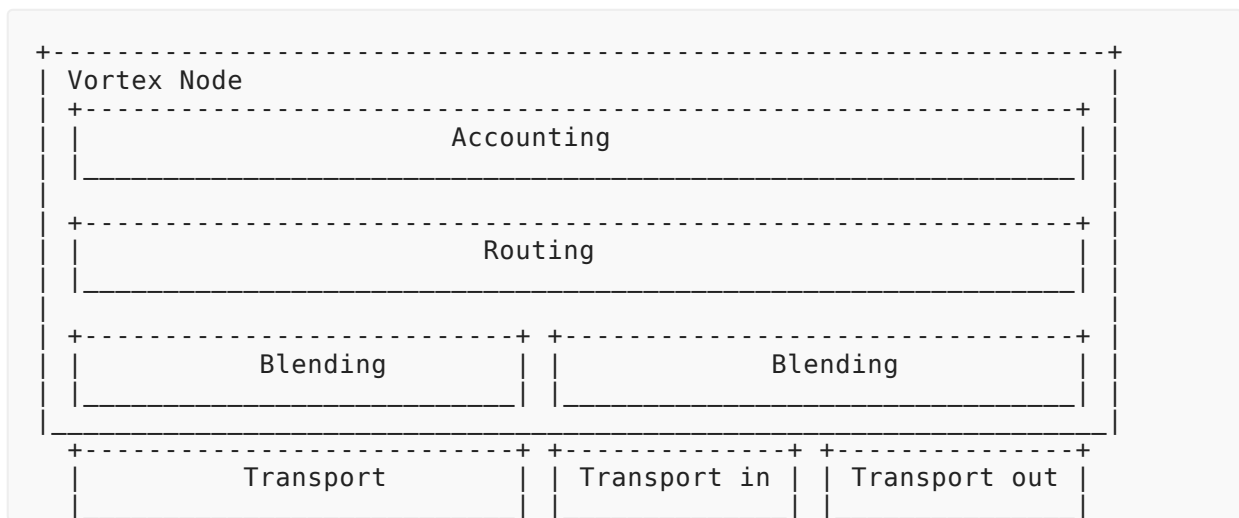 Vortex Node
Accounting
Routing
Blending Blending
Transport Transport in Transport out